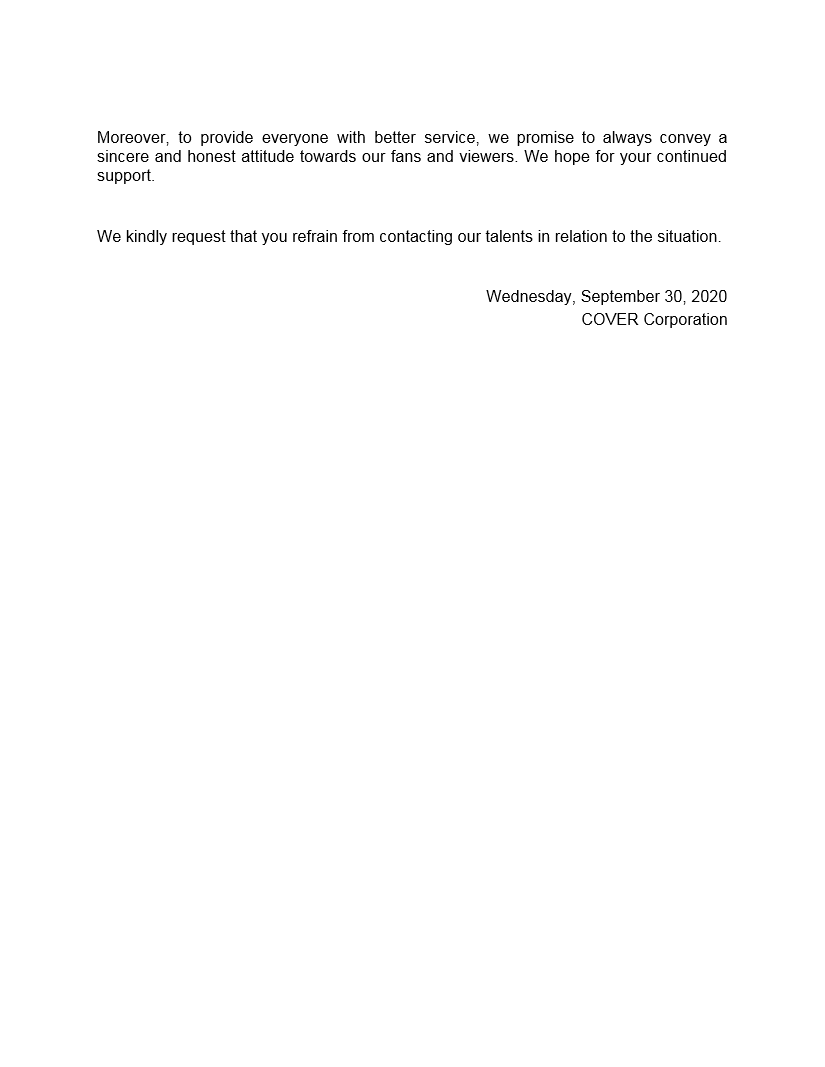 Moreover, to provide everyone with better service, we promise to always convey a
sincere and honest attitude towards our fans and viewers. We hope for your continued
support.
We kindly request that you refrain from contacting our talents in relation to the situation.
Wednesday, September 30, 2020
COVER Corporation